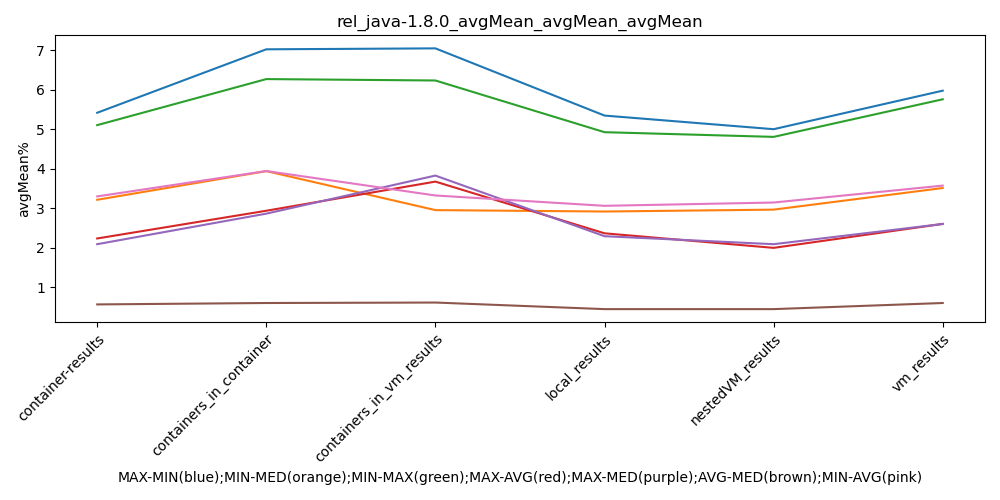 rel_java-1.8.0_avgMean_avgMean_avgMean
avgMean%
7
6
5
4
3
2
1
container-results
containers_in_container
containers_in_vm_results
local_results
nestedVM_results
vm_results
MAX-MIN(blue);MIN-MED(orange);MIN-MAX(green);MAX-AVG(red);MAX-MED(purple);AVG-MED(brown);MIN-AVG(pink)